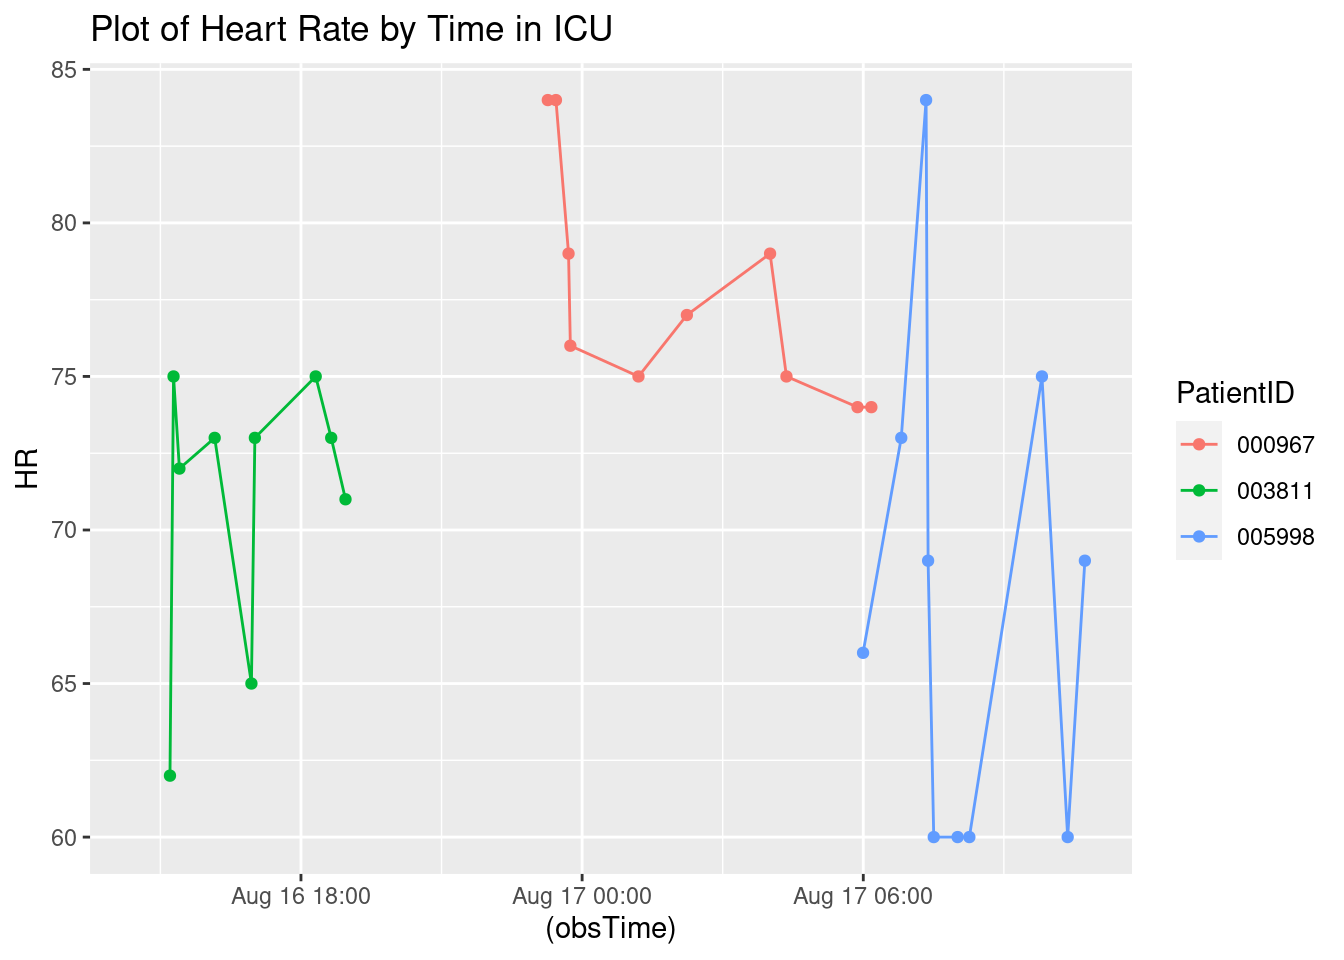 Plot of Heart Rate by Time in ICU
85
80
75
70
65
60
HR
Aug 16 18:00
Aug 17 00:00
Aug 17 06:00
(obsTime)
PatientID
000967
003811
005998